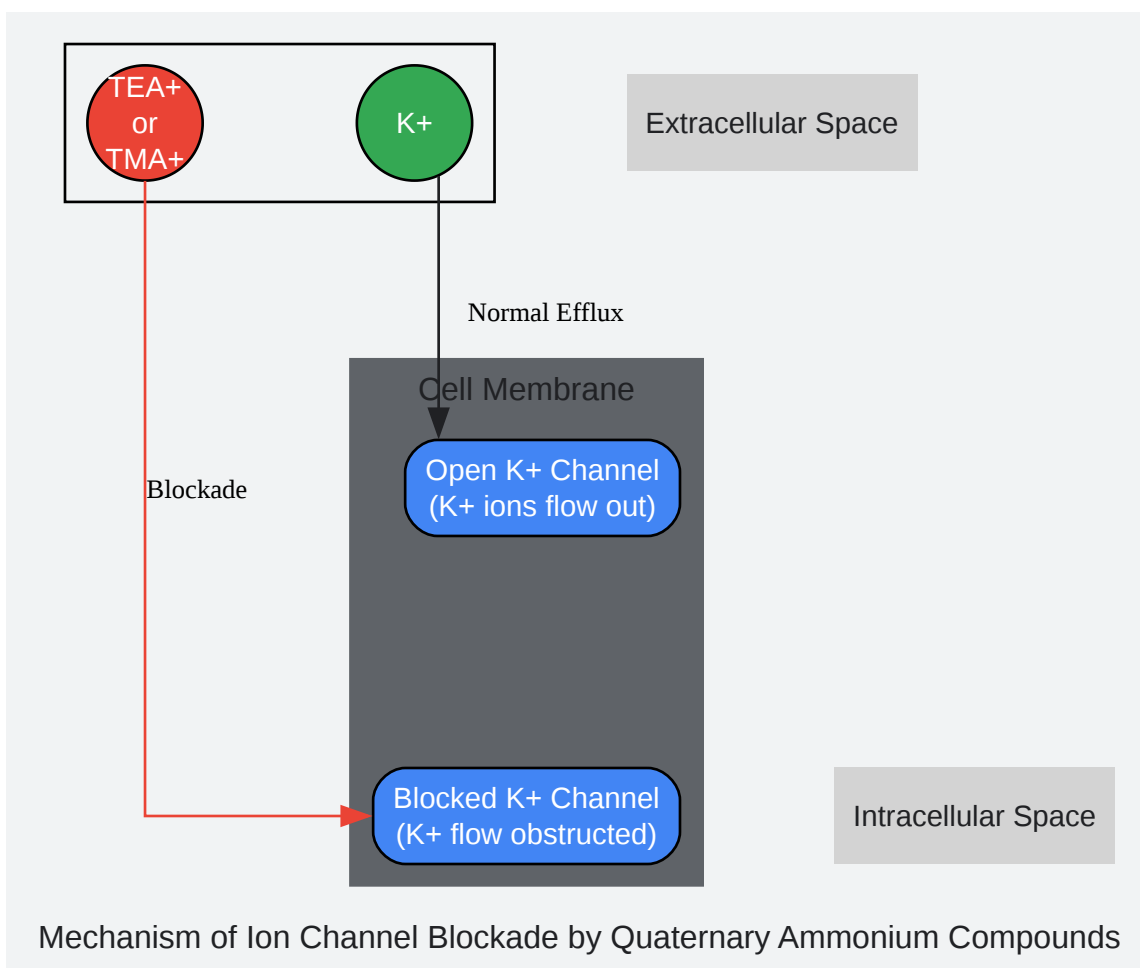 TEA+
or
TMA+
K+
Extracellular Space
Normal Efflux
Cell Membrane
Open K+ Channel
(K+ ions flow out)
Blockade
Blocked K+ Channel
(K+ flow obstructed)
Intracellular Space
Mechanism of Ion Channel Blockade by Quaternary Ammonium Compounds